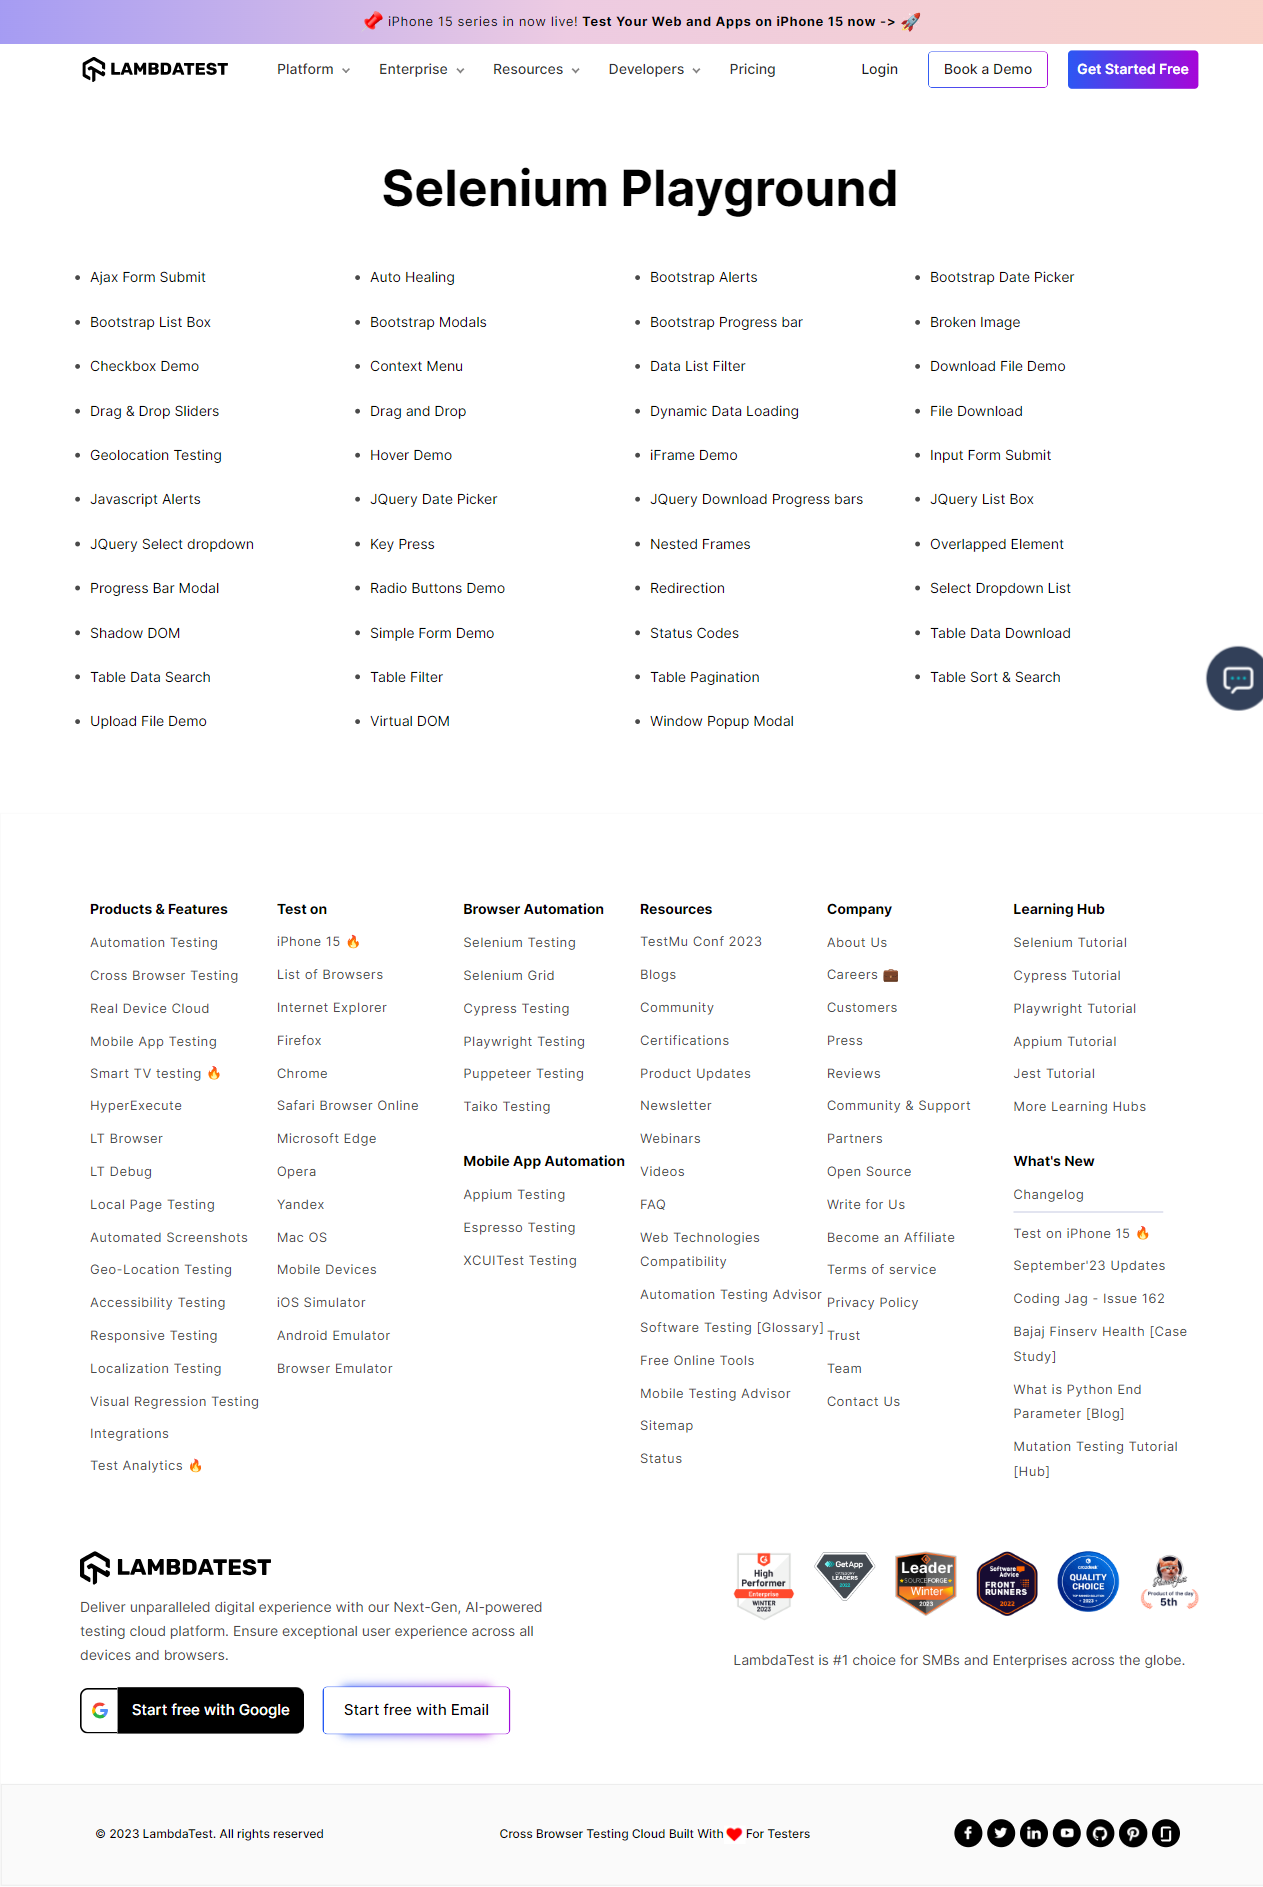 iPhone 15 series in now live! Test Your Web and Apps on iPhone 15 now ->
LAMBDATEST
Platform
Enterprise
Resources
Developers
Pricing
Login
Book a Demo
Get Started Free
Selenium Playground
Ajax Form Submit
Auto Healing
Bootstrap Alerts
Bootstrap Date Picker
Bootstrap List Box
Bootstrap Modals
Bootstrap Progress bar
Broken Image
Checkbox Demo
Context Menu
Data List Filter
Download File Demo
Drag & Drop Sliders
Drag and Drop
Dynamic Data Loading
File Download
Geolocation Testing
Hover Demo
iFrame Demo
Input Form Submit
Javascript Alerts
JQuery Date Picker
JQuery Download Progress bars
JQuery List Box
JQuery Select dropdown
Key Press
Nested Frames
Overlapped Element
Progress Bar Modal
Radio Buttons Demo
Redirection
Select Dropdown List
Shadow DOM
Simple Form Demo
Status Codes
Table Data Download
Table Data Search
Table Filter
Table Pagination
Table Sort & Search
Upload File Demo
Virtual DOM
Window Popup Modal
Products & Features
Automation Testing
Cross Browser Testing
Real Device Cloud
Mobile App Testing
Smart TV testing
HyperExecute
LT Browser
LT Debug
Local Page Testing
Automated Screenshots
Geo-Location Testing
Accessibility Testing
Responsive Testing
Localization Testing
Visual Regression Testing
Integrations
Test Analytics
Test on
iPhone 15
List of Browsers
Internet Explorer
Firefox
Chrome
Safari Browser Online
Microsoft Edge
Opera
Yandex
Mac OS
Mobile Devices
iOS Simulator
Android Emulator
Browser Emulator
Browser Automation
Selenium Testing
Selenium Grid
Cypress Testing
Playwright Testing
Puppeteer Testing
Taiko Testing
Mobile App Automation
Appium Testing
Espresso Testing
XCUITest Testing
Resources
TestMu Conf 2023
Blogs
Community
Certifications
Product Updates
Newsletter
Webinars
Videos
FAQ
Web Technologies
Compatibility
Automation Testing Advisor
Software Testing [Glossary]
Free Online Tools
Mobile Testing Advisor
Sitemap
Status
Company
About Us
Careers
Customers
Press
Reviews
Community & Support
Partners
Open Source
Write for Us
Become an Affiliate
Terms of service
Privacy Policy
Trust
Team
Contact Us
Learning Hub
Selenium Tutorial
Cypress Tutorial
Playwright Tutorial
Appium Tutorial
Jest Tutorial
More Learning Hubs
What's New
Changelog
Test on iPhone 15
September'23 Updates
Coding Jag - Issue 162
Bajaj Finserv Health [Case
Study]
What is Python End
Parameter [Blog]
Mutation Testing Tutorial
[Hub]
LAMBDATEST
Deliver unparalleled digital experience with our Next-Gen, AI-powered
testing cloud platform. Ensure exceptional user experience across all
devices and browsers.
Start free with Google
Start free with Email
High
Performer
Enterprise
WINTER
2023
GetApp
CATEGORY
LEADERS
2022
Leader
SOURCEFORGE
Winter
2023
Software
Advice
FRONT
RUNNERS
2022
QUALITY
CHOICE
2023
Product of the day
5th
LambdaTest is #1 choice for SMBs and Enterprises across the globe.
© 2023 LambdaTest. All rights reserved
Cross Browser Testing Cloud Built With For Testers